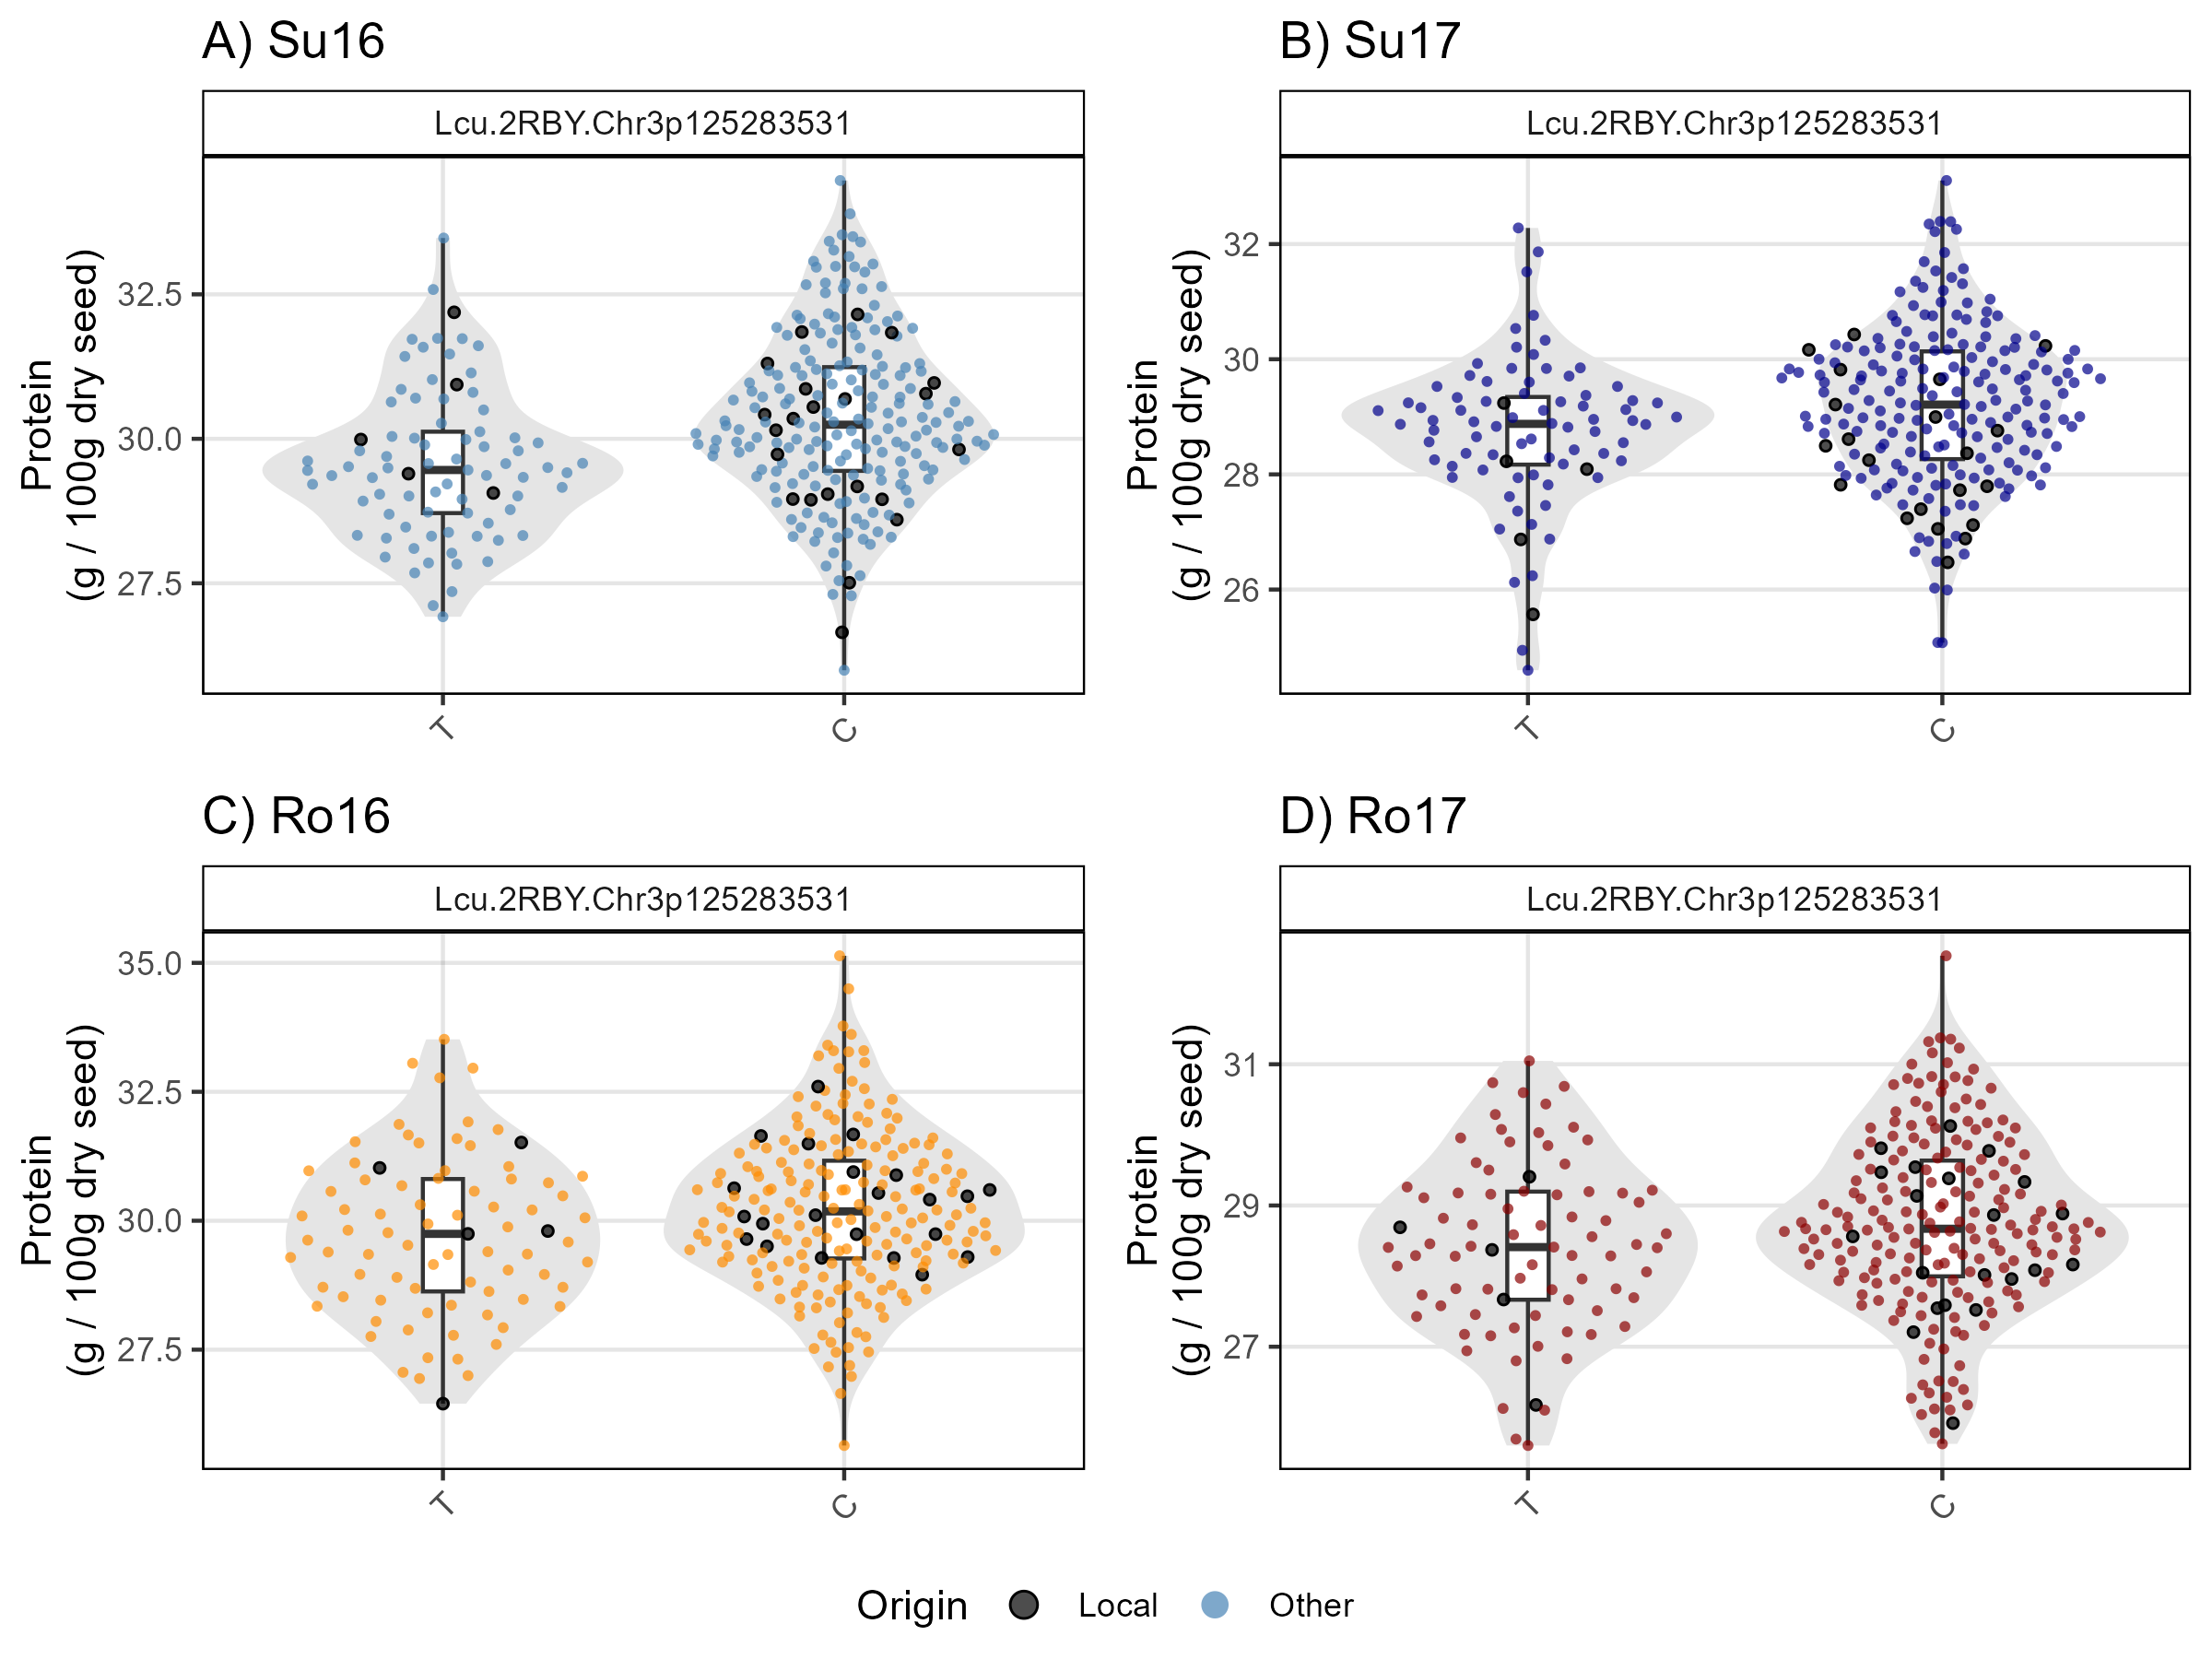 A) Su16
Lcu.2RBY.Chr3p125283531
Protein
(g / 100g dry seed)
32.5
30.0
27.5
T
C
B) Su17
Lcu.2RBY.Chr3p125283531
Protein
(g / 100g dry seed)
32
30
28
26
T
C
C) Ro16
Lcu.2RBY.Chr3p125283531
Protein
(g / 100g dry seed)
35.0
32.5
30.0
27.5
T
C
D) Ro17
Lcu.2RBY.Chr3p125283531
Protein
(g / 100g dry seed)
31
29
27
T
C
Origin Local Other